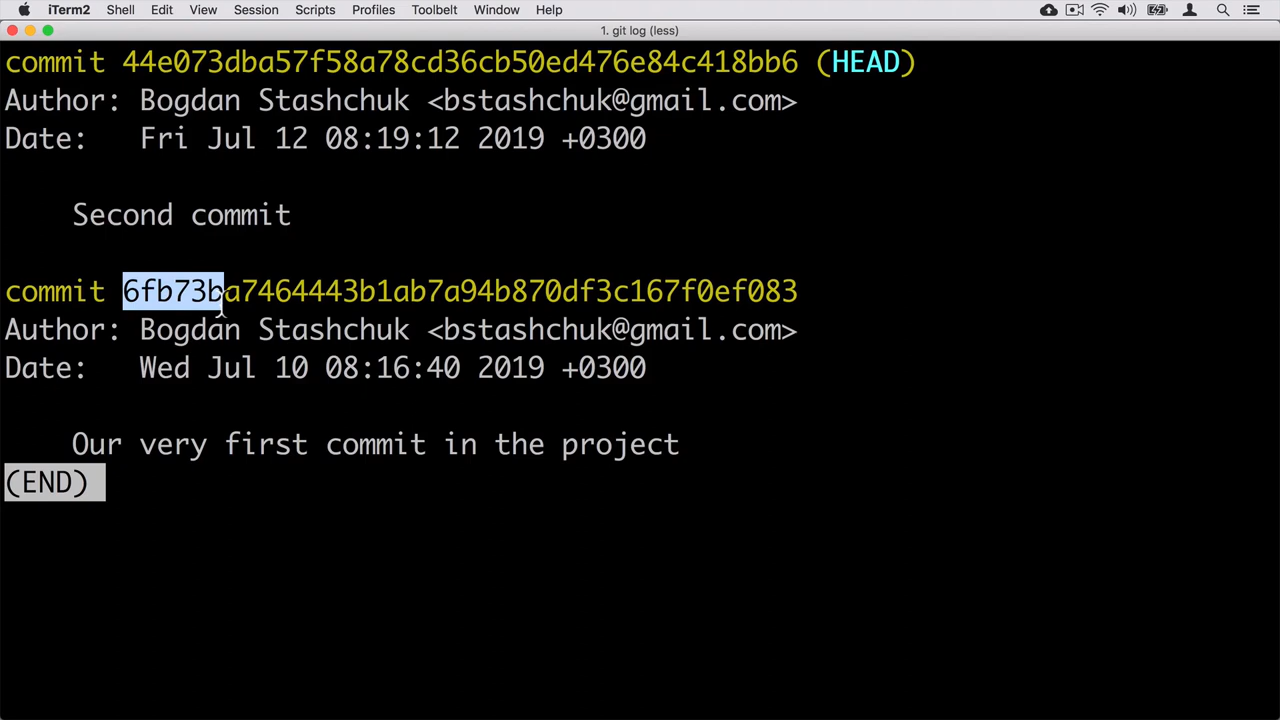 iTerm2 Shell Edit View Session Scripts Profiles Toolbelt Window Help
1. git log (less)
commit 44e073dba57f58a78cd36cb50ed476e84c418bb6 (HEAD)
Author: Bogdan Stashchuk <bstashchuk@gmail.com>
Date:   Fri Jul 12 08:19:12 2019 +0300
Second commit
commit 6fb73ba7464443b1ab7a94b870df3c167f0ef083
Author: Bogdan Stashchuk <bstashchuk@gmail.com>
Date:   Wed Jul 10 08:16:40 2019 +0300
Our very first commit in the project
(END)